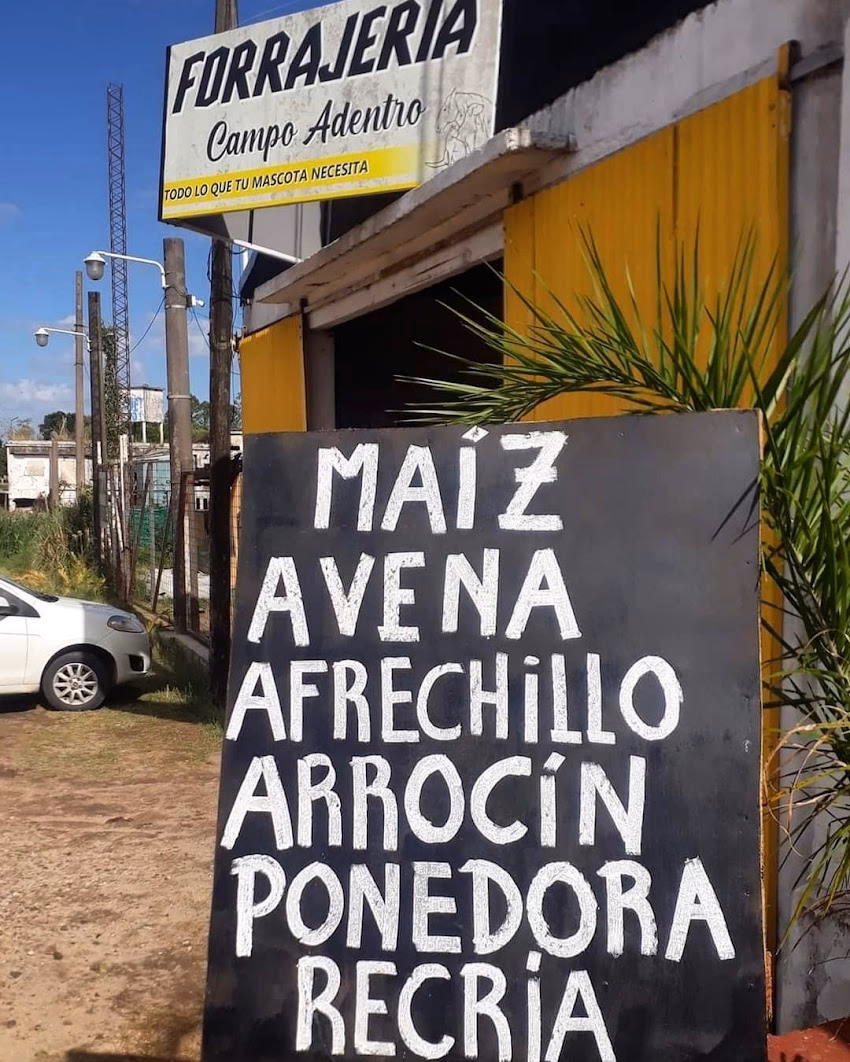 FORRAJERIA
Campo Adentro
TODO LO QUE TU MASCOTA NECESITA
MAÍZ
AVENA
AFRECHiLLO
ARROCÍN
PONEDORA
RECRÍA